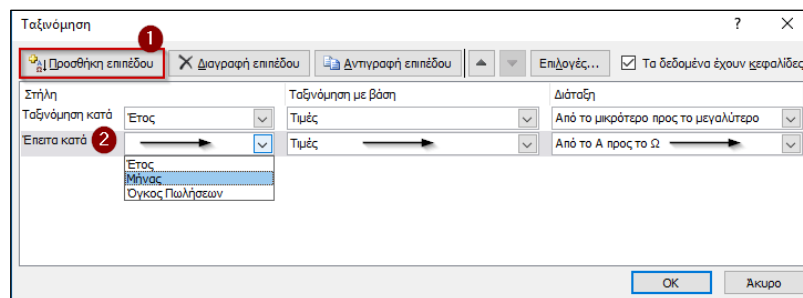 Ταξινόμηση ? ✕
1
Προσθήκη επιπέδου Διαγραφή επιπέδου Αντιγραφή επιπέδου Επιλογές... Τα δεδομένα έχουν κεφαλίδες
Στήλη Ταξινόμηση με βάση Διάταξη
Ταξινόμηση κατά Έτος Τιμές Από το μικρότερο προς το μεγαλύτερο
Έπειτα κατά 2 Τιμές Από το Α προς το Ω
Έτος
Μήνας
Όγκος Πωλήσεων
OK Άκυρο